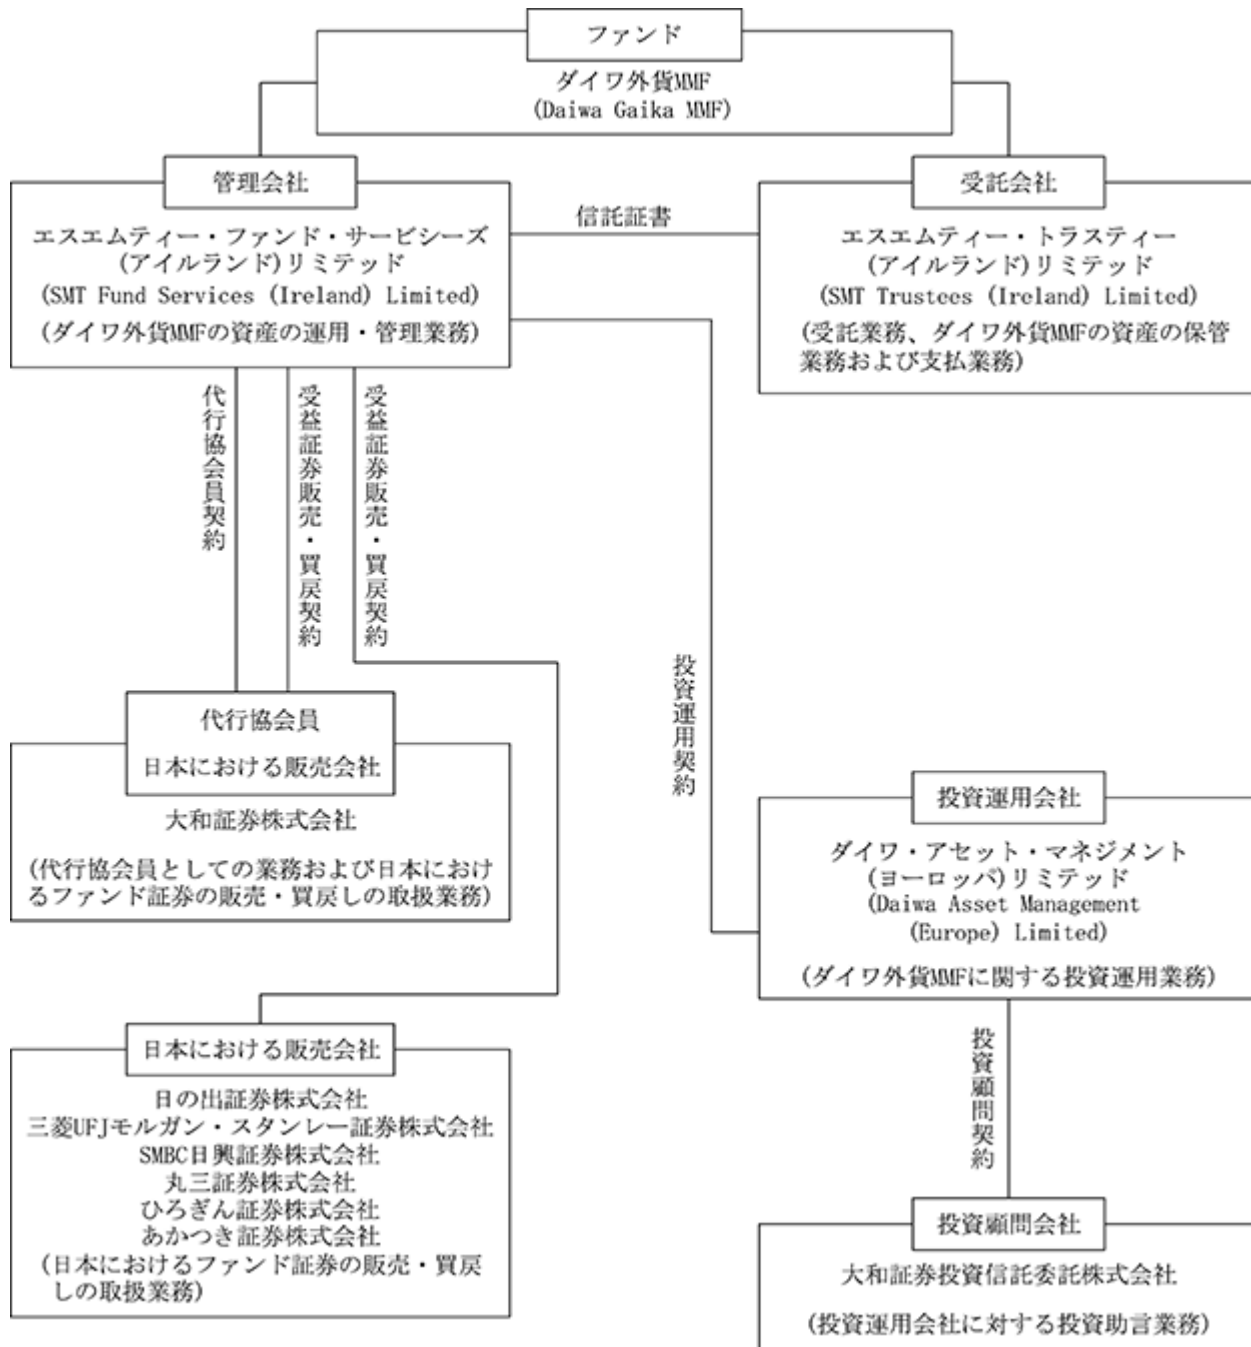 ファンド
ダイワ外貨MMF
(Daiwa Gaika MMF)
管理会社
エスエムティー・ファンド・サービシーズ
(アイルランド)リミテッド
(SMT Fund Services (Ireland) Limited)
(ダイワ外貨MMFの資産の運用・管理業務)
信託証書
受託会社
エスエムティー・トラスティー
(アイルランド)リミテッド
(SMT Trustees (Ireland) Limited)
(受託業務、ダイワ外貨MMFの資産の保管
業務および支払業務)
代行協会員契約
受益証券販売・買戻契約
受益証券販売・買戻契約
投資運用契約
代行協会員
日本における販売会社
大和証券株式会社
(代行協会員としての業務および日本におけ
るファンド証券の販売・買戻しの取扱業務)
投資運用会社
ダイワ・アセット・マネジメント
(ヨーロッパ)リミテッド
(Daiwa Asset Management
(Europe) Limited)
(ダイワ外貨MMFに関する投資運用業務)
投資顧問契約
日本における販売会社
日の出証券株式会社
三菱UFJモルガン・スタンレー証券株式会社
SMBC日興証券株式会社
丸三証券株式会社
ひろぎん証券株式会社
あかつき証券株式会社
(日本におけるファンド証券の販売・買戻
しの取扱業務)
投資顧問会社
大和証券投資信託委託株式会社
(投資運用会社に対する投資助言業務)